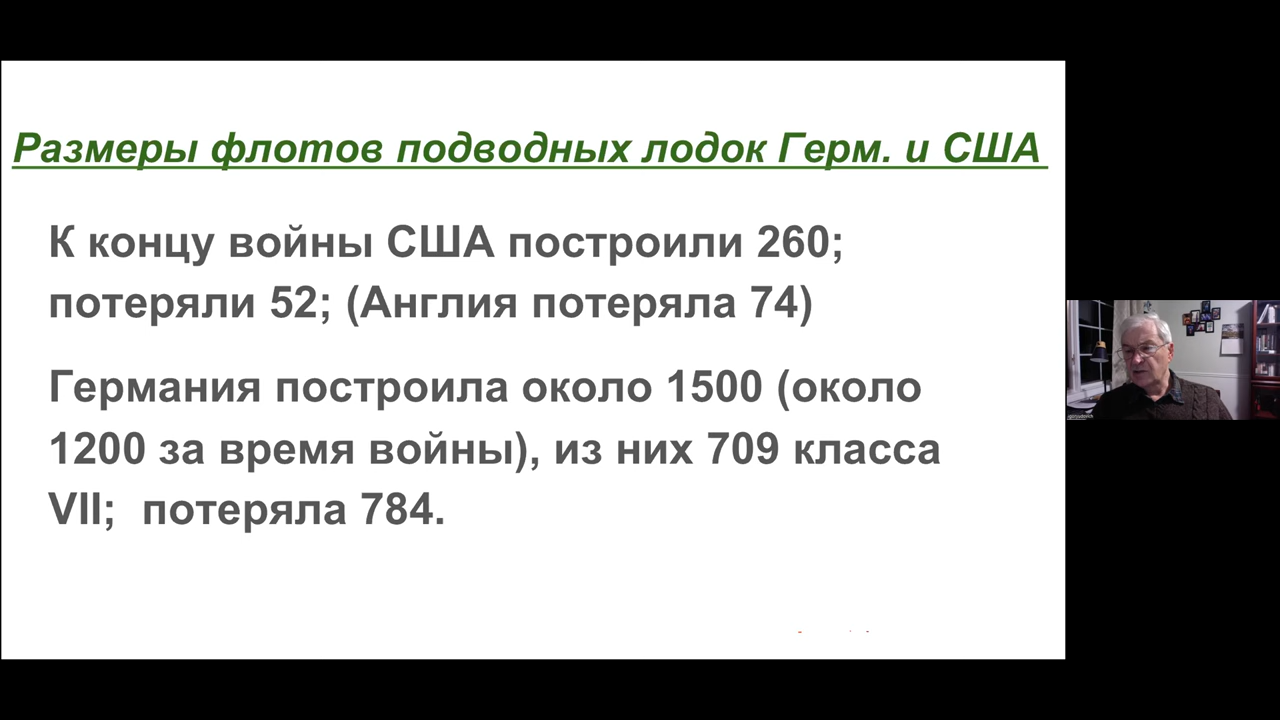 Размеры флотов подводных лодок Герм. и США
К концу войны США построили 260;
потеряли 52; (Англия потеряла 74)
Германия построила около 1500 (около
1200 за время войны), из них 709 класса
VII; потеряла 784.